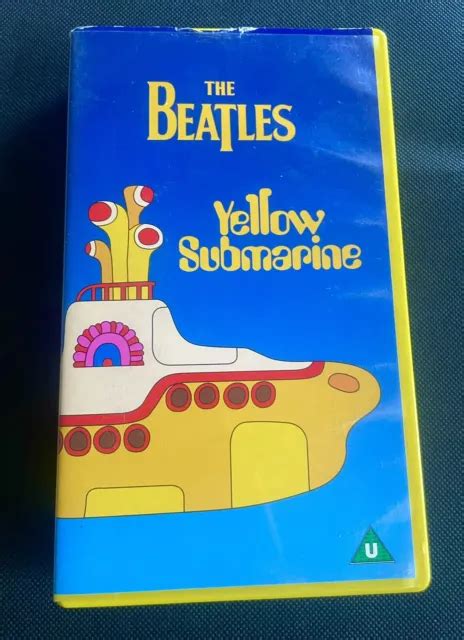 THE
BEATLES
Yellow
Submarine
U